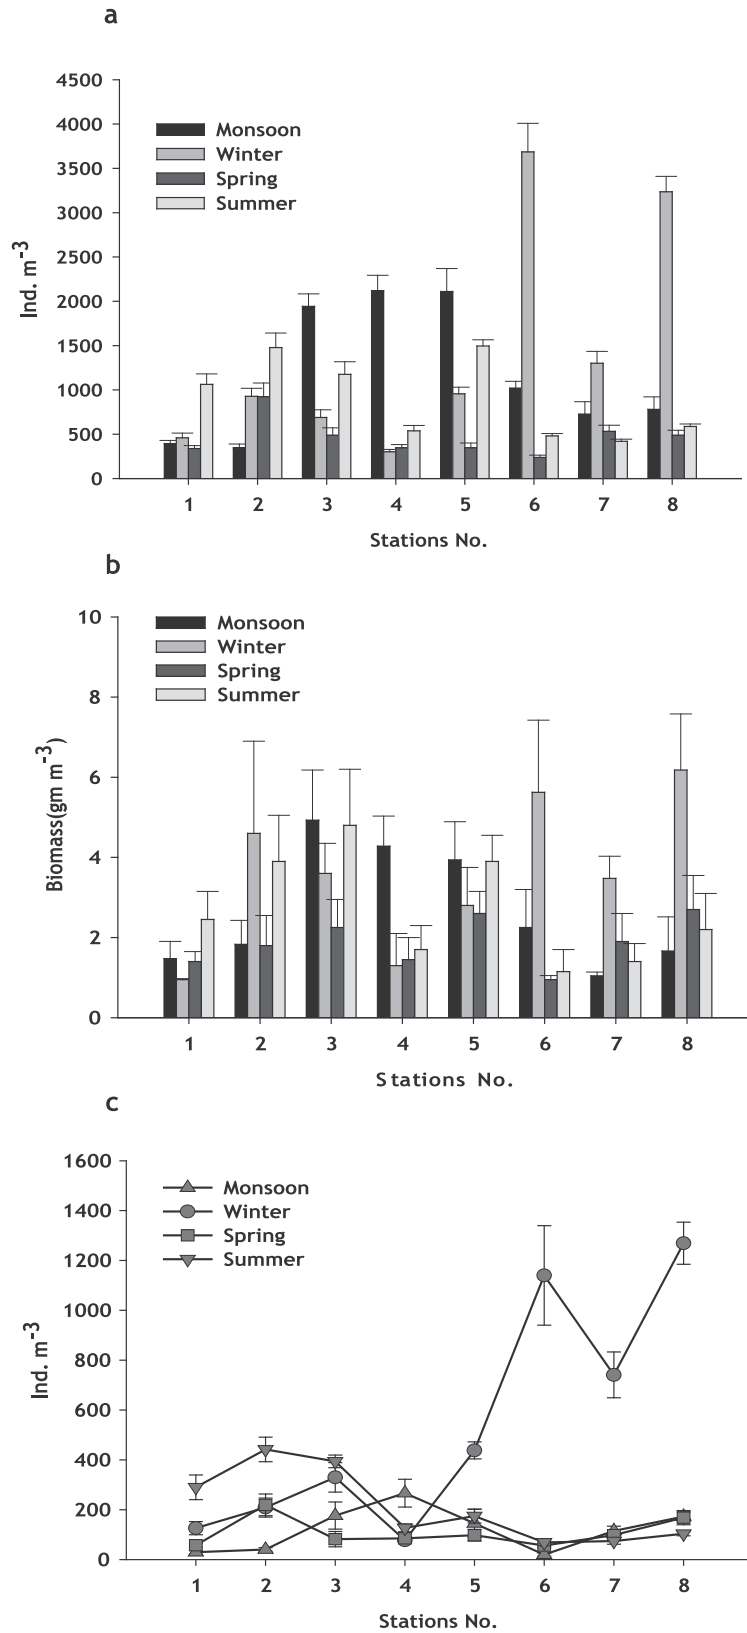 a
4500
4000
3500
3000
2500
2000
1500
1000
500
0
Ind. m-3
Monsoon
Winter
Spring
Summer
1 2 3 4 5 6 7 8
Stations No.
b
10
8
6
4
2
0
Biomass(gm m-3)
Monsoon
Winter
Spring
Summer
1 2 3 4 5 6 7 8
Stations No.
c
1600
1400
1200
1000
800
600
400
200
0
Ind. m-3
Monsoon
Winter
Spring
Summer
1 2 3 4 5 6 7 8
Stations No.